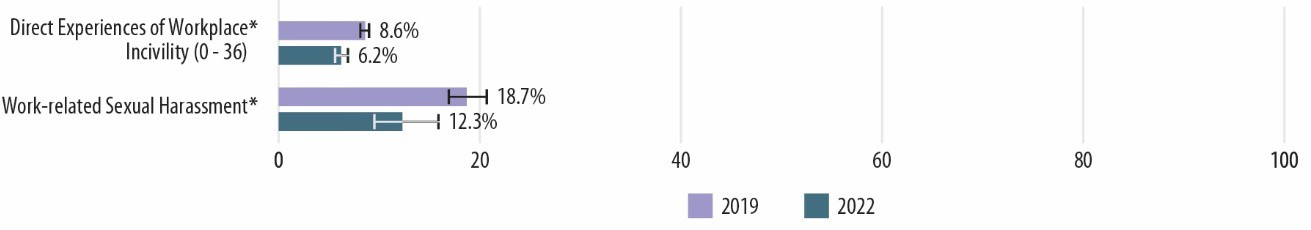 Direct Experiences of Workplace*
Incivility (0 - 36)
8.6%
6.2%
Work-related Sexual Harassment*
18.7%
12.3%
0 20 40 60 80 100
2019 2022